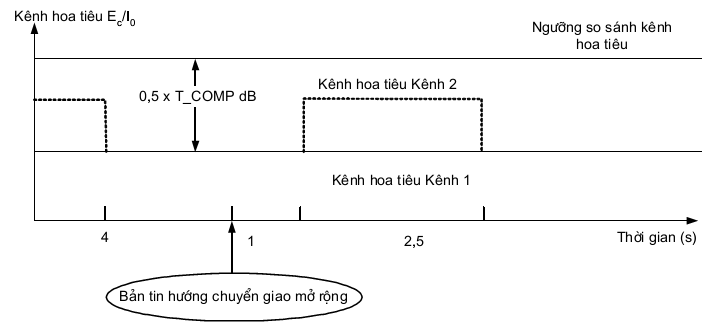 Kênh hoa tiêu Ec/I0
Ngưỡng so sánh kênh
hoa tiêu
0,5 x T_COMP dB
Kênh hoa tiêu Kênh 2
Kênh hoa tiêu Kênh 1
4
1
2,5
Thời gian (s)
Bản tin hướng chuyển giao mở rộng